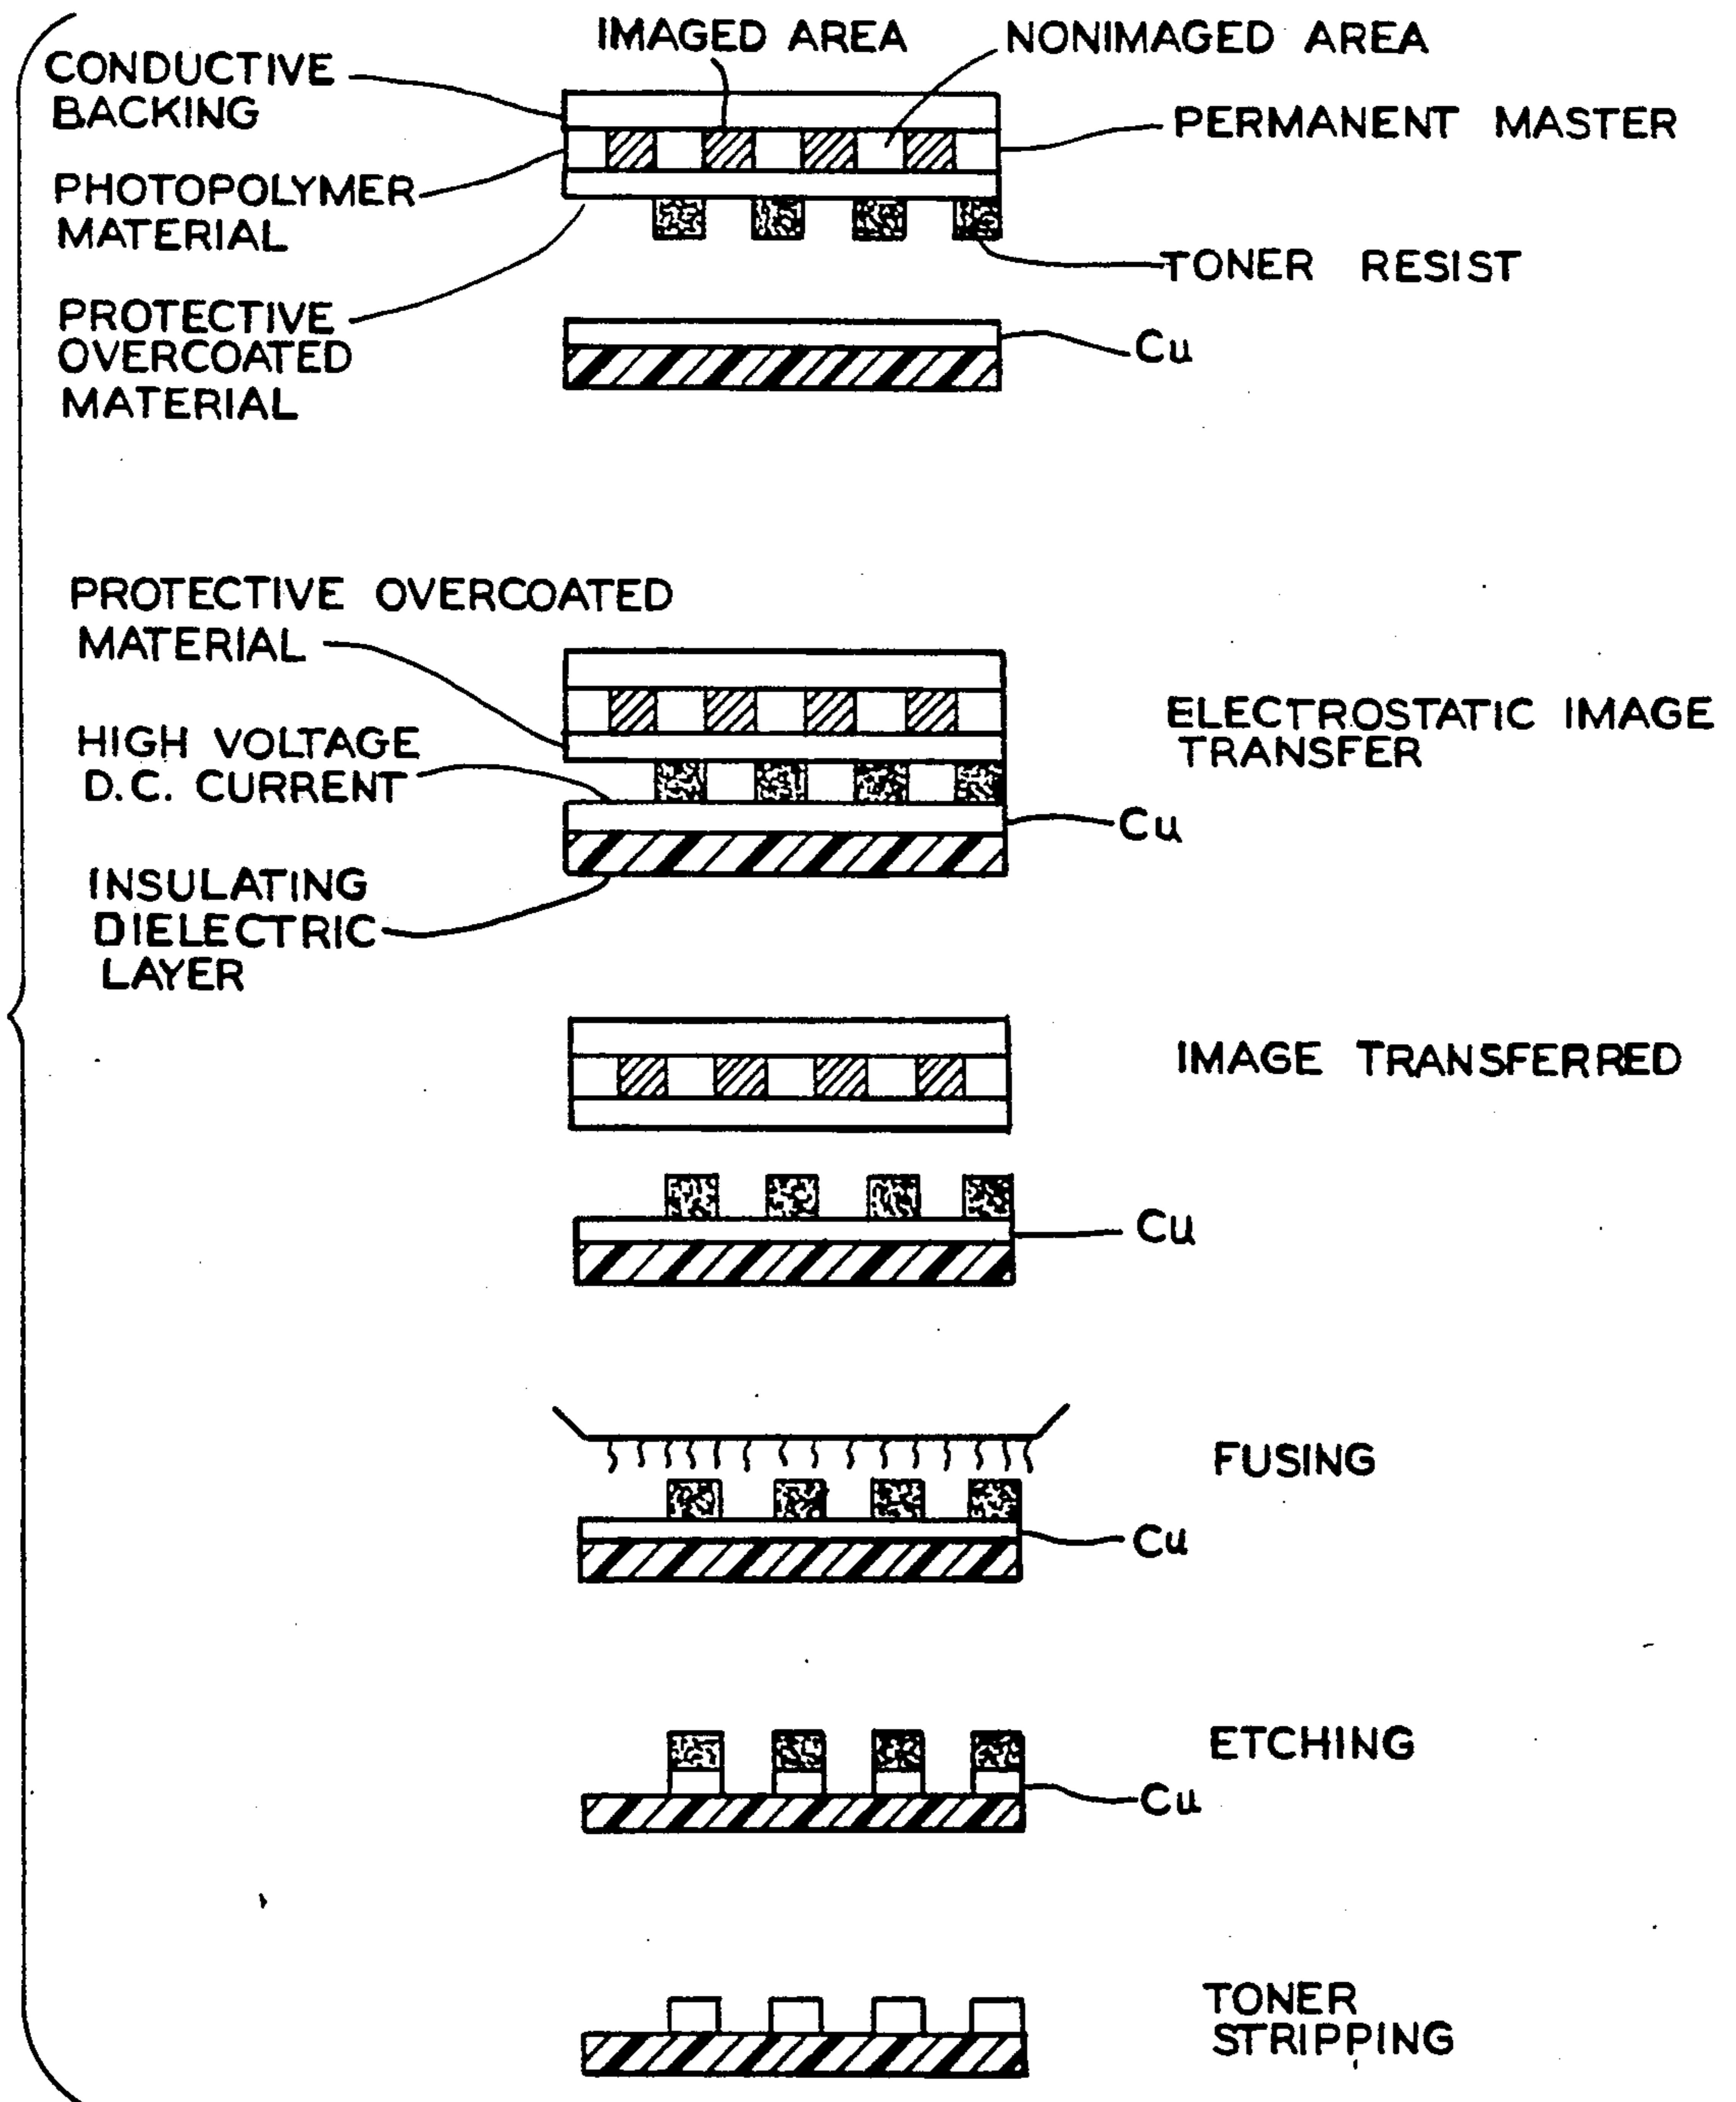 IMAGED AREA
NONIMAGED AREA
CONDUCTIVE
BACKING
PERMANENT MASTER
PHOTOPOLYMER
MATERIAL
TONER RESIST
PROTECTIVE
OVERCOATED
MATERIAL
Cu
PROTECTIVE OVERCOATED
MATERIAL
ELECTROSTATIC IMAGE
TRANSFER
HIGH VOLTAGE
D.C. CURRENT
Cu
INSULATING
DIELECTRIC
LAYER
IMAGE TRANSFERRED
Cu
FUSING
Cu
ETCHING
Cu
TONER
STRIPPING